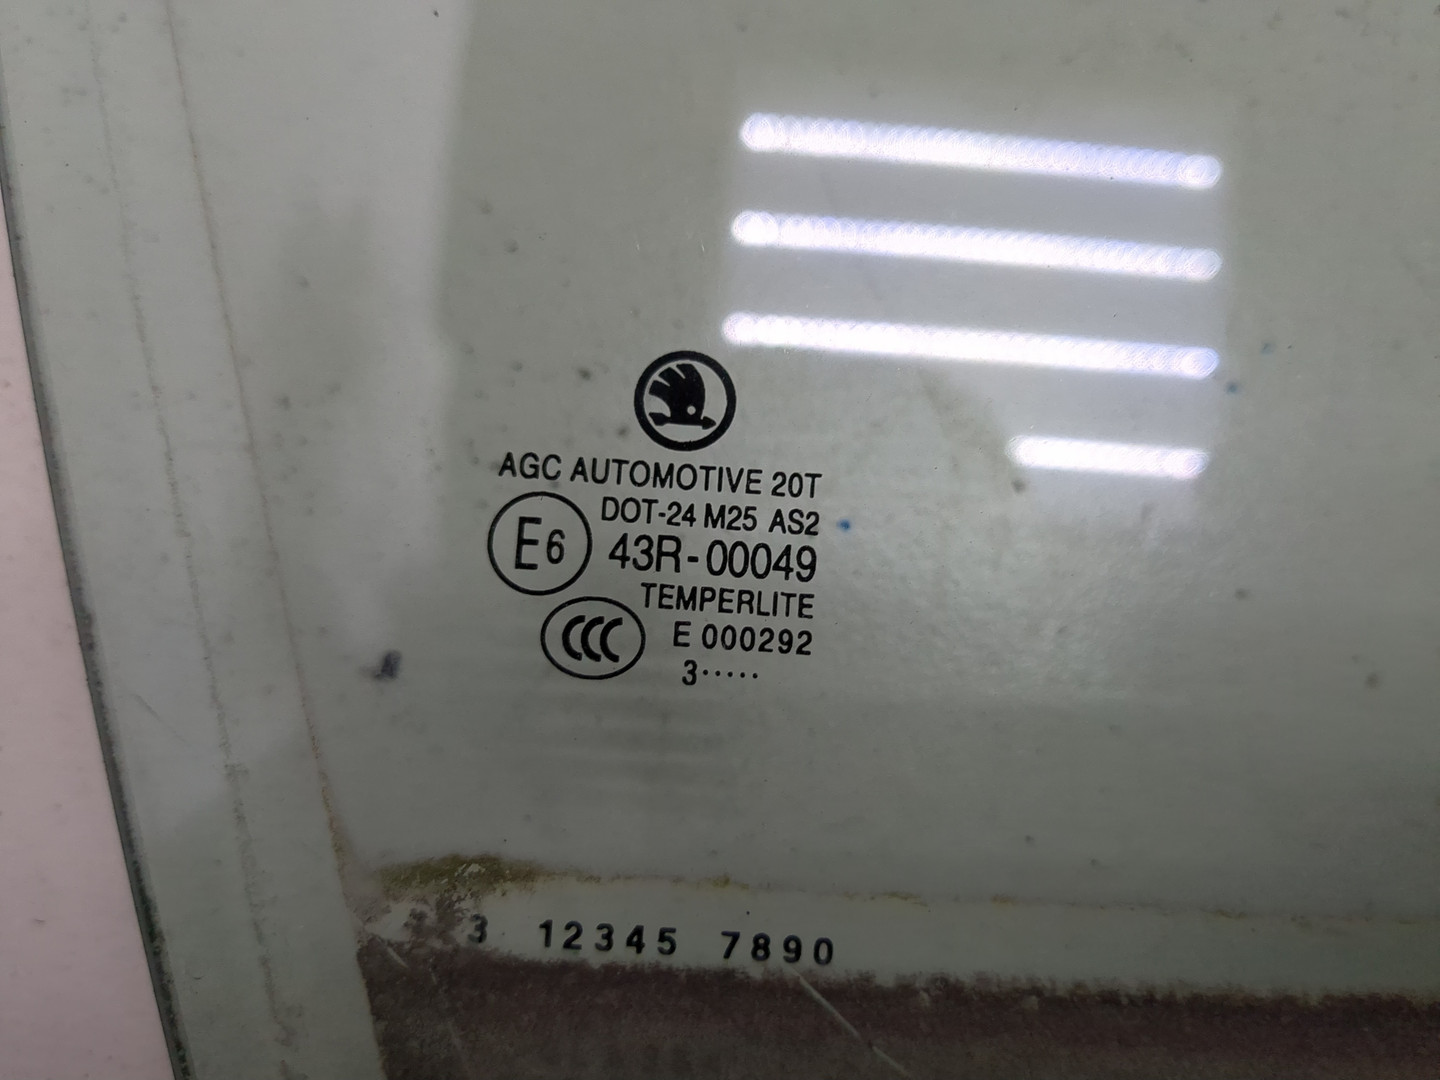 AGC AUTOMOTIVE 20T
DOT-24 M25 AS2
E6 43R-00049
TEMPERLITE
CCC E 000292
3·····
3 12345 7890